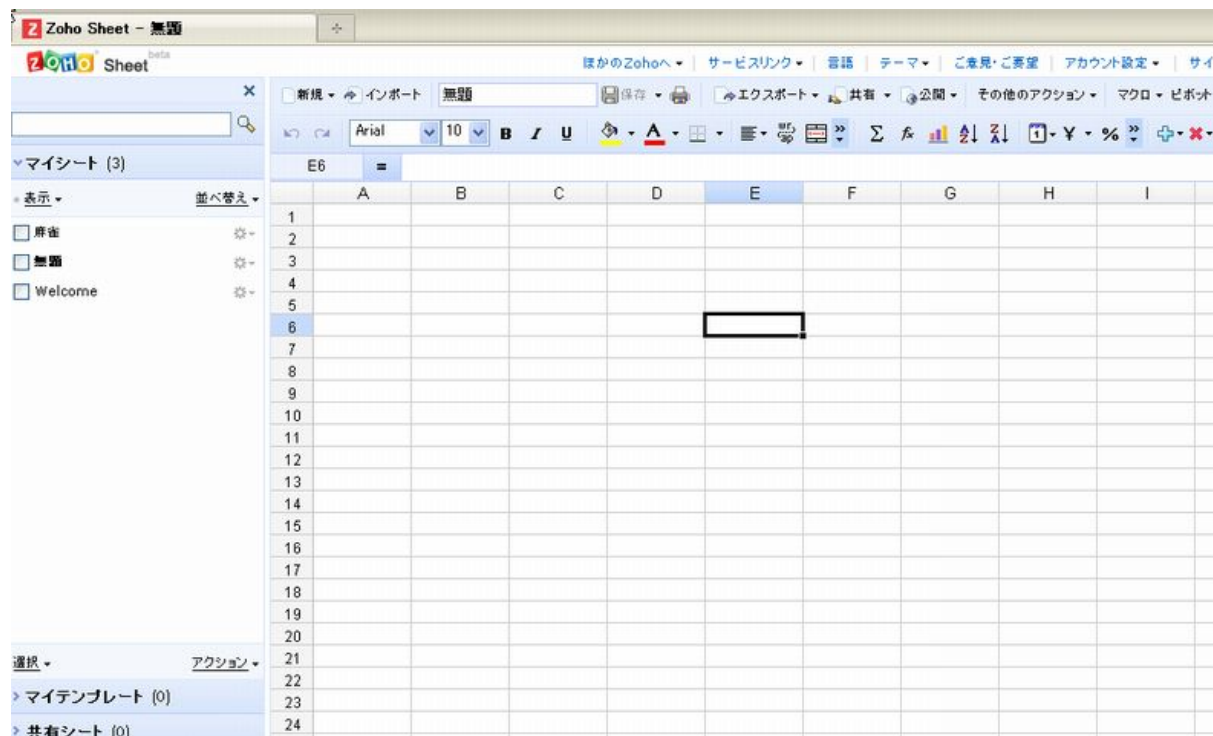 Zoho Sheet - 無題
ZOHO Sheet beta
ほかのZohoへ サービスリンク 言語 テーマ ご意見・ご要望 アカウント設定 サイ
新規 インポート 無題 保存 エクスポート 共有 公開 その他のアクション マクロ ピボット
Arial 10 B I U A Σ fx 1 ¥ %
マイシート (3)
E6 =
表示 並べ替え
麻雀
無題
Welcome
A B C D E F G H I
1
2
3
4
5
6
7
8
9
10
11
12
13
14
15
16
17
18
19
20
21
22
23
24
選択 アクション
マイテンプレート (0)
共有シート (0)